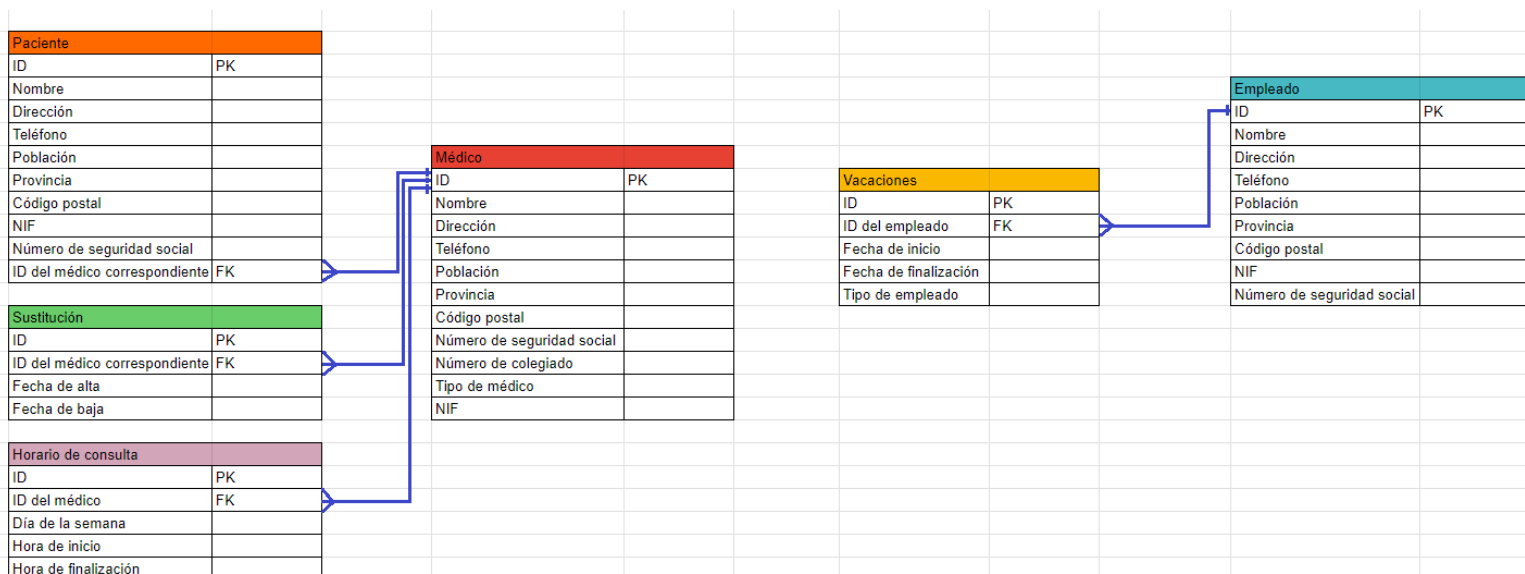 Paciente
ID PK
Nombre
Dirección
Teléfono
Población
Provincia
Código postal
NIF
Número de seguridad social
ID del médico correspondiente FK
Sustitución
ID PK
ID del médico correspondiente FK
Fecha de alta
Fecha de baja
Horario de consulta
ID PK
ID del médico FK
Día de la semana
Hora de inicio
Hora de finalización
Médico
ID PK
Nombre
Dirección
Teléfono
Población
Provincia
Código postal
Número de seguridad social
Número de colegiado
Tipo de médico
NIF
Vacaciones
ID PK
ID del empleado FK
Fecha de inicio
Fecha de finalización
Tipo de empleado
Empleado
ID PK
Nombre
Dirección
Teléfono
Población
Provincia
Código postal
NIF
Número de seguridad social